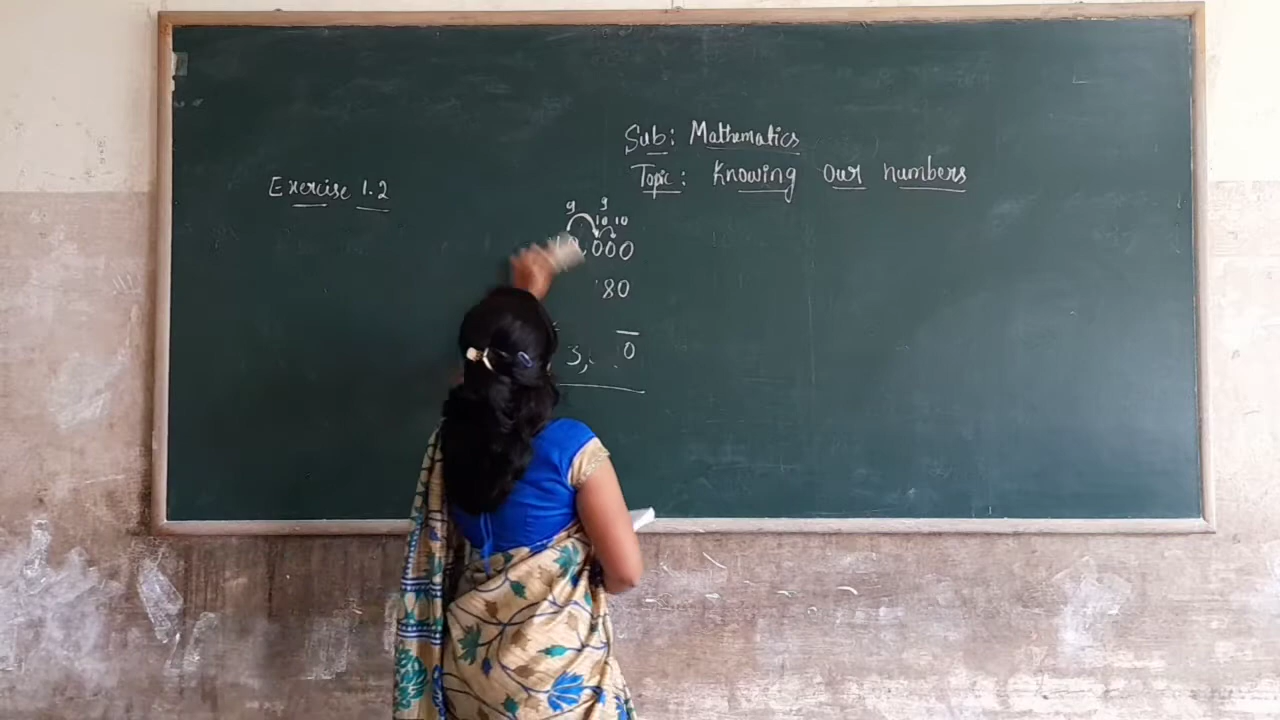 Sub: Mathematics
Topic: Knowing Our numbers
Exercise 1.2
9 9
10 10
,000
80
3, 0